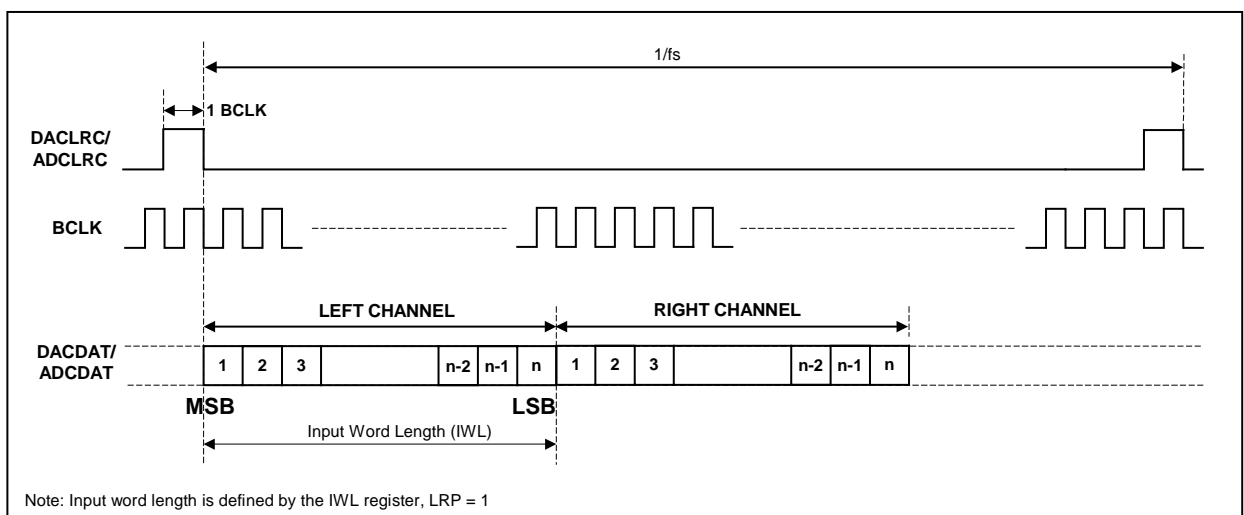 1/fs
1 BCLK
DACLRC/
ADCLRC
BCLK
LEFT CHANNEL
RIGHT CHANNEL
DACDAT/
ADCDAT
1 2 3 n-2 n-1 n 1 2 3 n-2 n-1 n
MSB
LSB
Input Word Length (IWL)
Note: Input word length is defined by the IWL register, LRP = 1